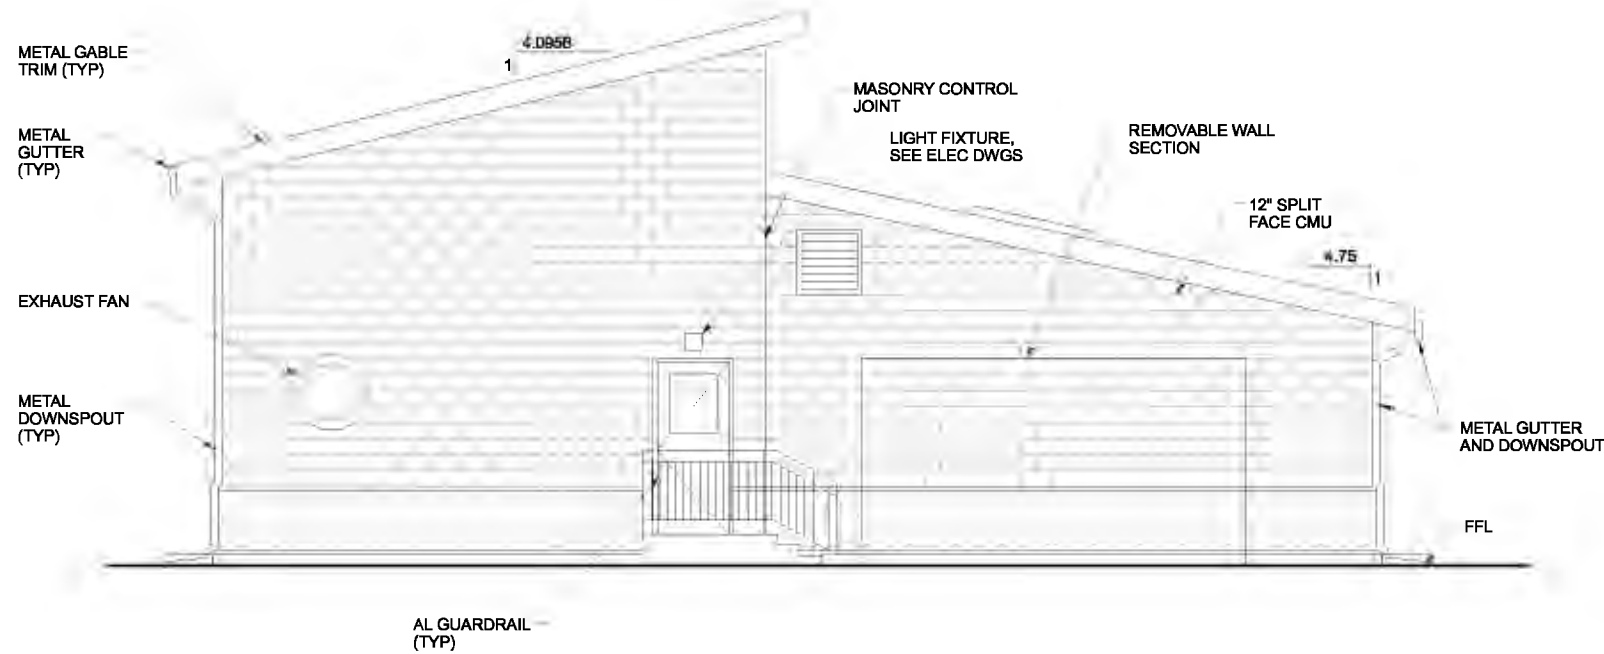 METAL GABLE
TRIM (TYP)
4.0958
1
METAL
GUTTER
(TYP)
MASONRY CONTROL
JOINT
LIGHT FIXTURE,
SEE ELEC DWGS
REMOVABLE WALL
SECTION
12" SPLIT
FACE CMU
4.75
1
EXHAUST FAN
METAL
DOWNSPOUT
(TYP)
METAL GUTTER
AND DOWNSPOUT
FFL
AL GUARDRAIL
(TYP)